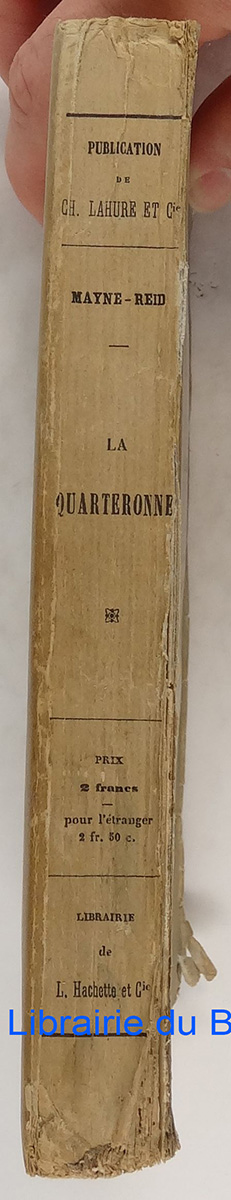 PUBLICATION
DE
CH. LAHURE ET Cie
MAYNE-REID
LA
QUARTERONNE
PRIX
2 francs
pour l'étranger
2 fr. 50 c.
LIBRAIRIE
de
L. Hachette et Cie
Librairie du B